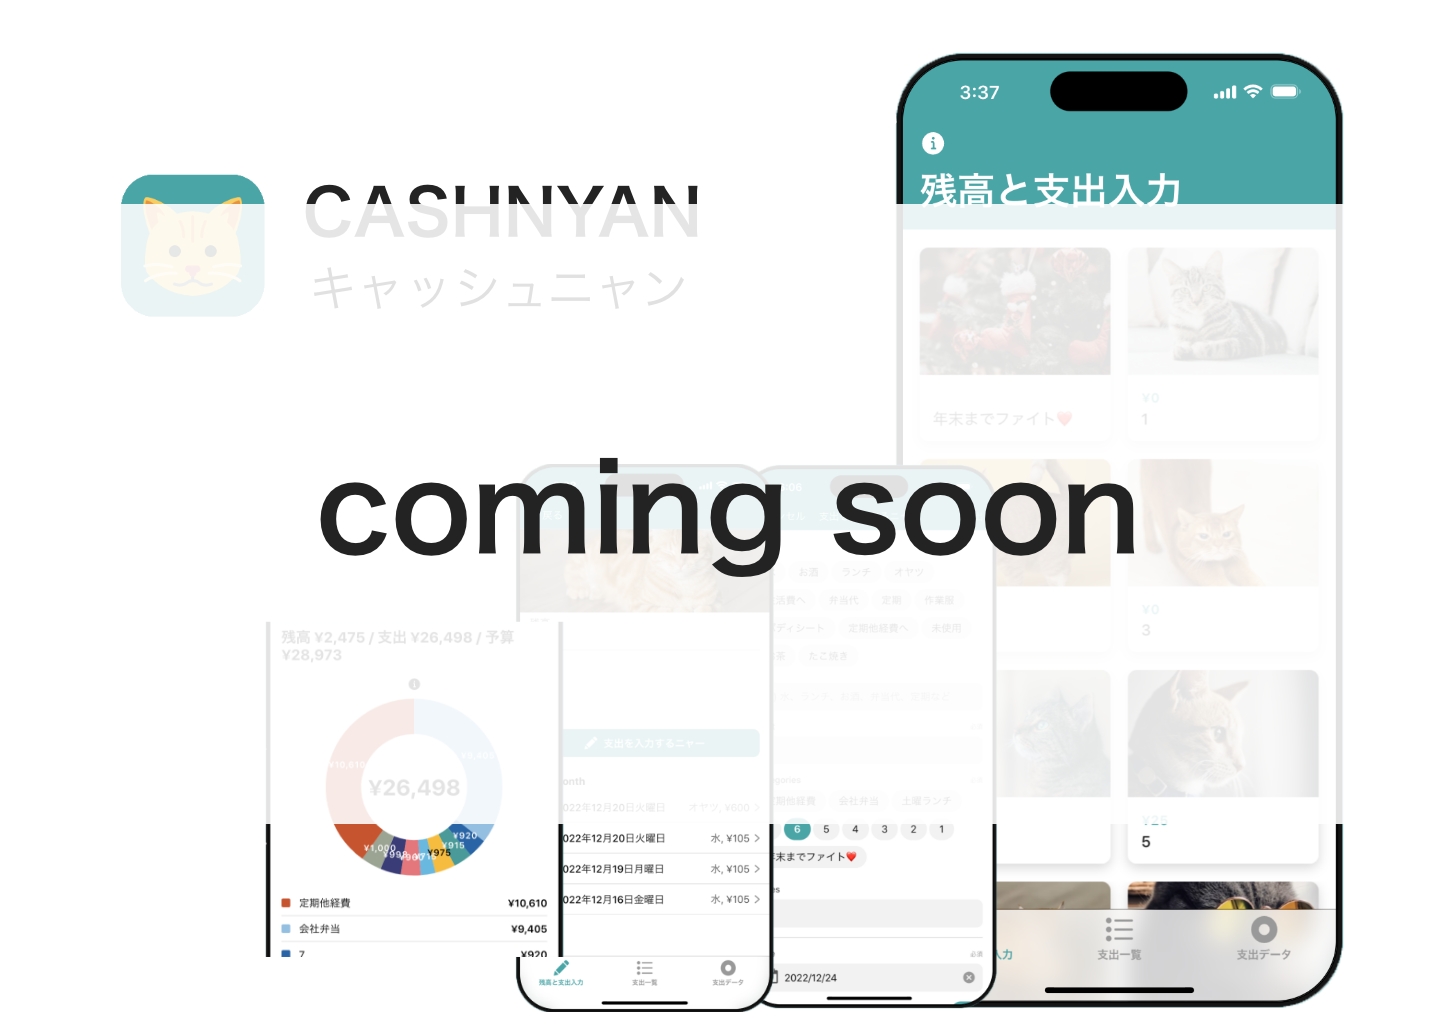 CASHNYAN
キャッシュニャン
coming soon
3:37
残高と支出入力
年末までファイト❤️
¥0
1
¥0
3
¥25
5
入力
支出一覧
支出データ
残高 ¥2,475 / 支出 ¥26,498 / 予算
¥28,973
¥10,610
¥9,405
¥26,498
¥920
¥915
¥975
¥1,000
定期他経費 ¥10,610
会社弁当 ¥9,405
7 ¥920
支出を入力するニャー
onth
022年12月20日火曜日 オヤツ, ¥600
022年12月20日火曜日 水, ¥105
022年12月19日月曜日 水, ¥105
022年12月16日金曜日 水, ¥105
残高と支出入力 支出一覧 支出データ
お酒 ランチ オヤツ
弁当代 定期 作業服
ディシート 定期他経費へ 未使用
茶 たこ焼き
gories
期他経費 会社弁当 土曜ランチ
6 5 4 3 2 1
年末までファイト❤️
es
必須
2022/12/24